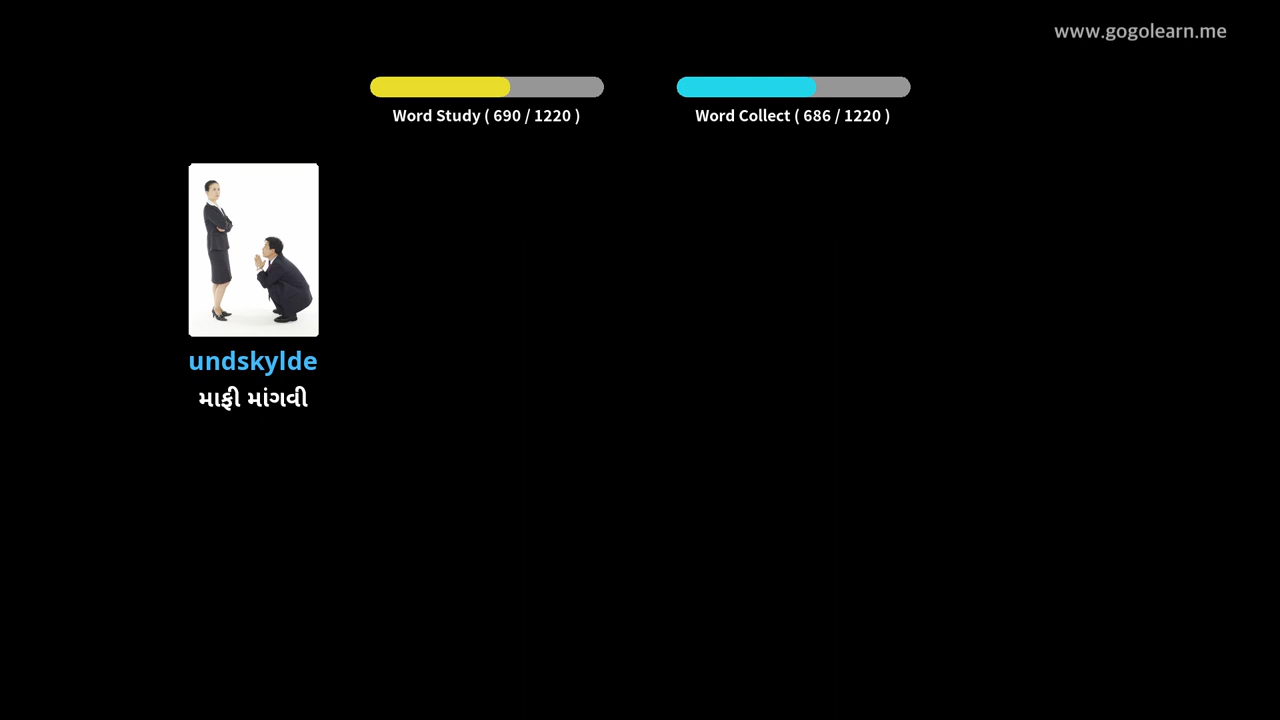 www.gogolearn.me
Word Study ( 690 / 1220 )
Word Collect ( 686 / 1220 )
undskylde
માફી માંગવી